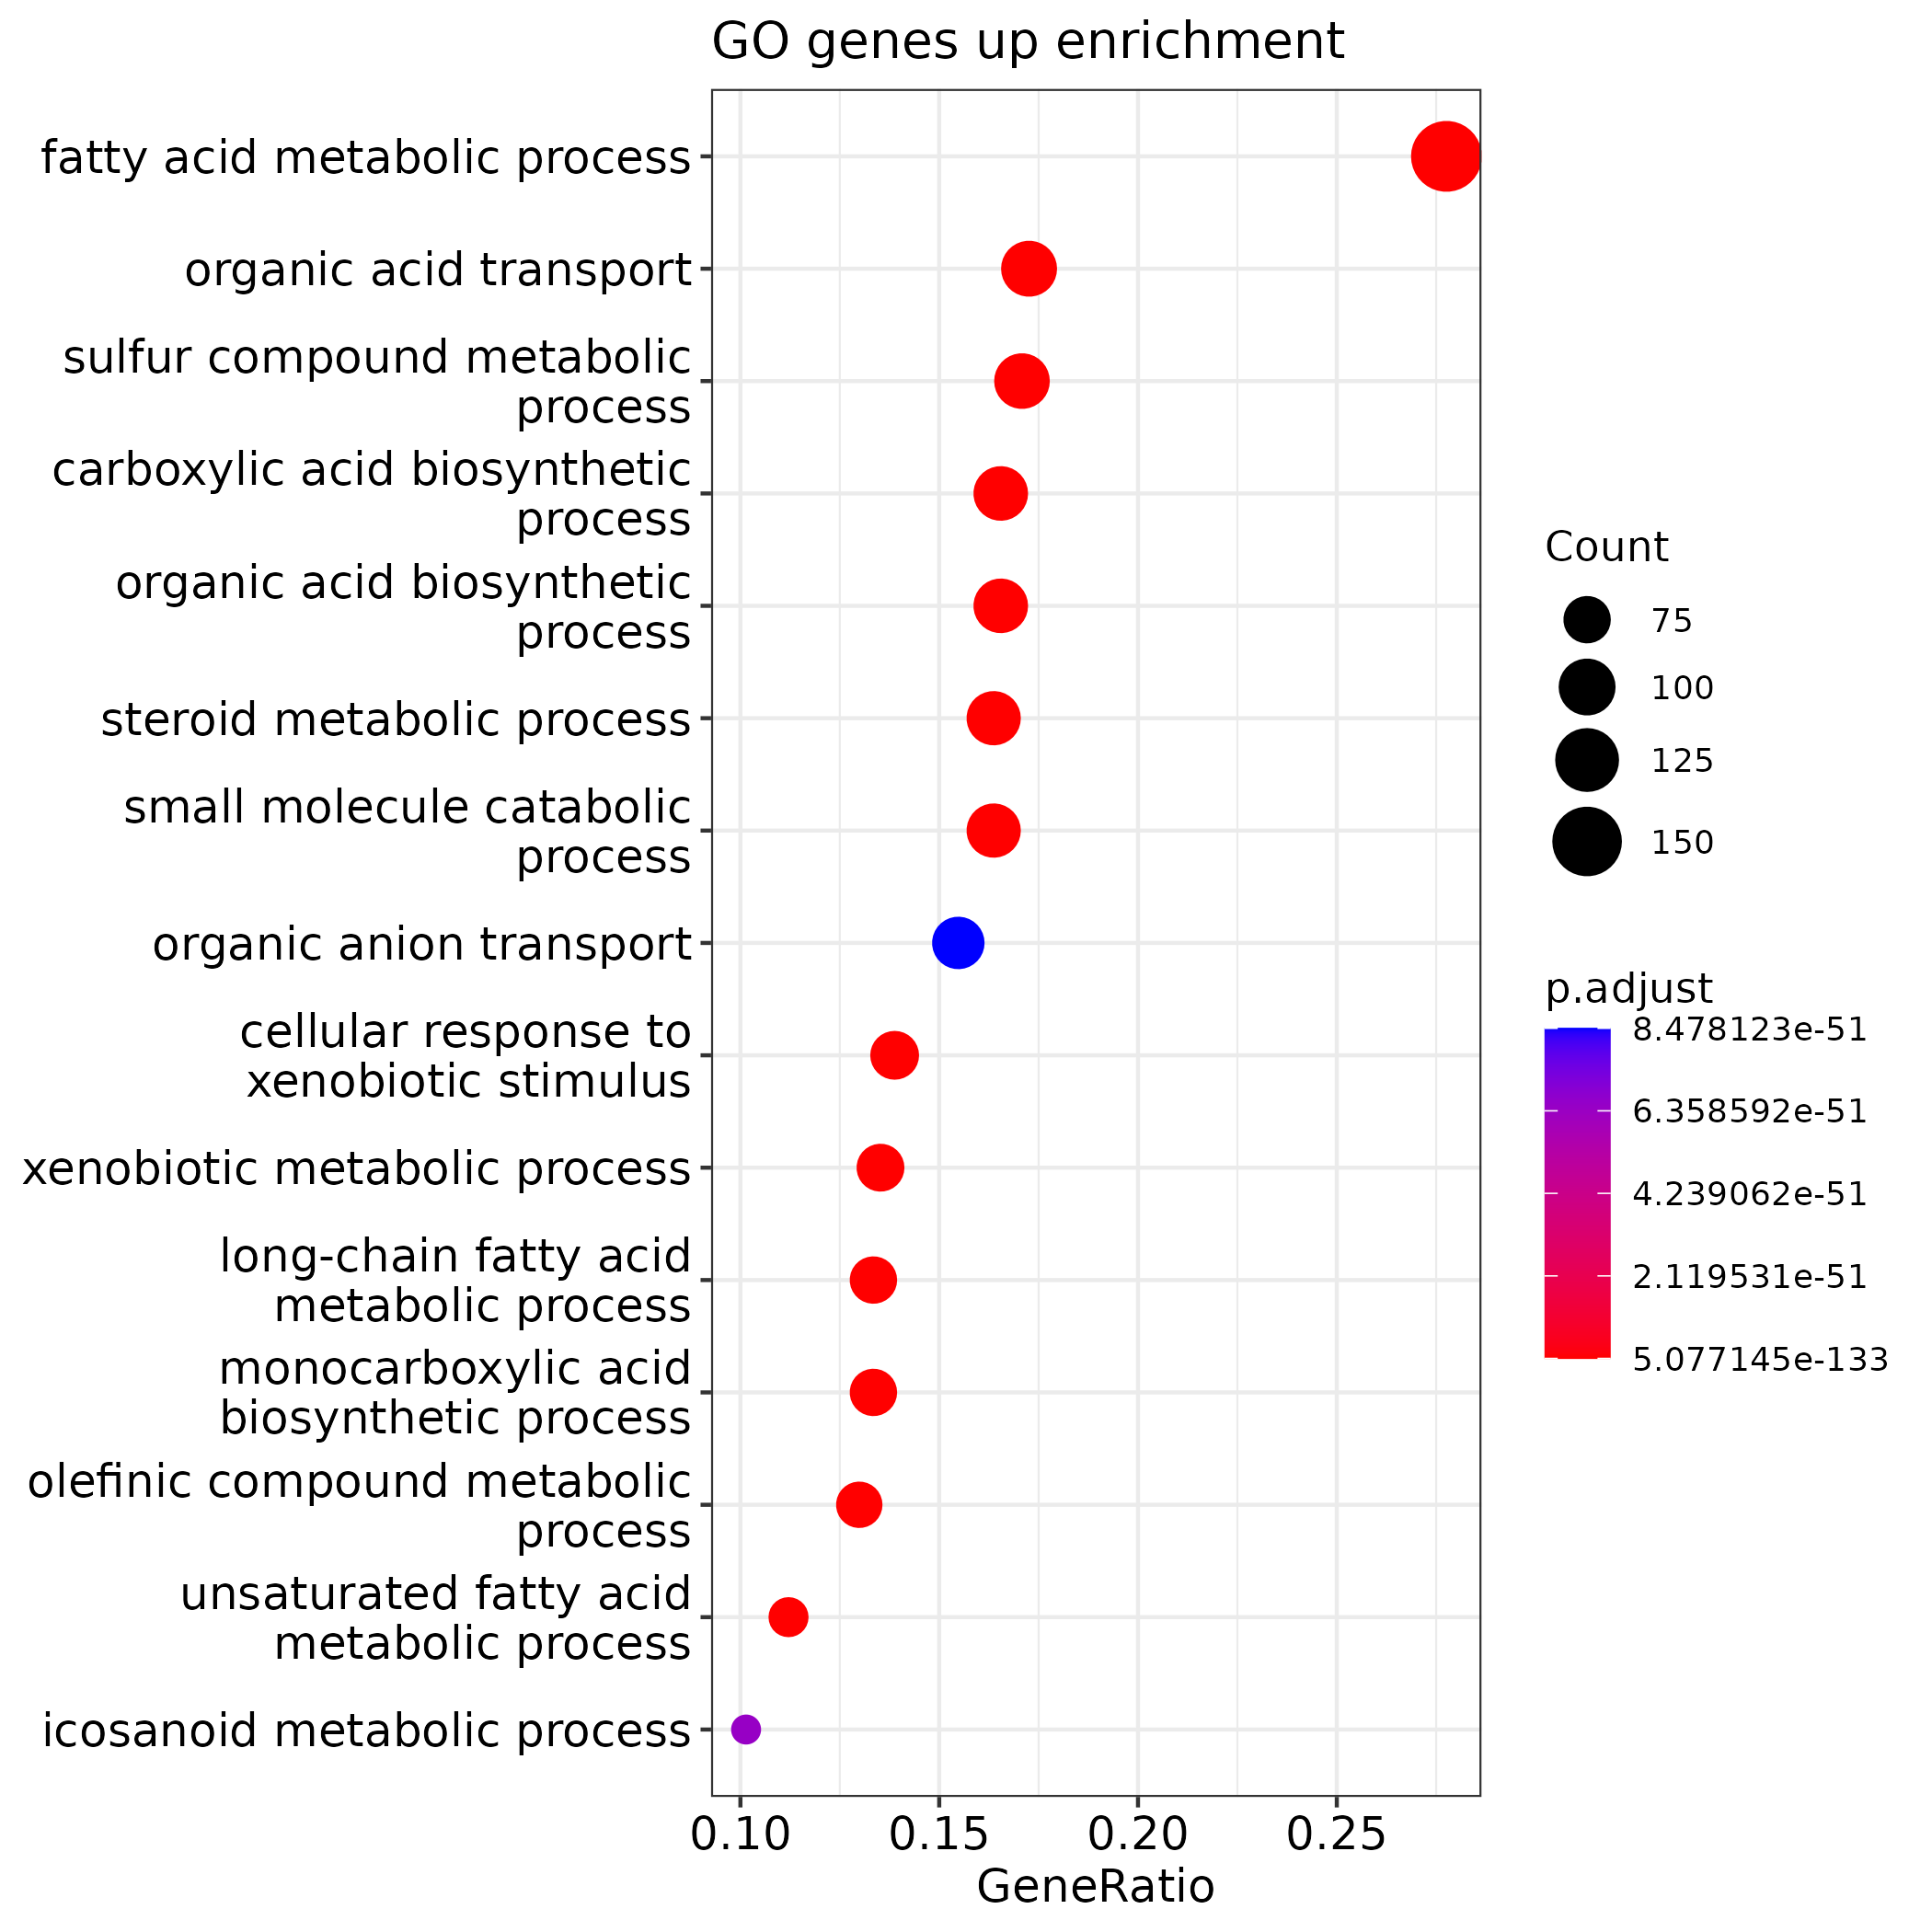 GO genes up enrichment
fatty acid metabolic process
organic acid transport
sulfur compound metabolic
process
carboxylic acid biosynthetic
process
organic acid biosynthetic
process
steroid metabolic process
small molecule catabolic
process
organic anion transport
cellular response to
xenobiotic stimulus
xenobiotic metabolic process
long-chain fatty acid
metabolic process
monocarboxylic acid
biosynthetic process
olefinic compound metabolic
process
unsaturated fatty acid
metabolic process
icosanoid metabolic process
0.10 0.15 0.20 0.25
GeneRatio
Count
75
100
125
150
p.adjust
8.478123e-51
6.358592e-51
4.239062e-51
2.119531e-51
5.077145e-133